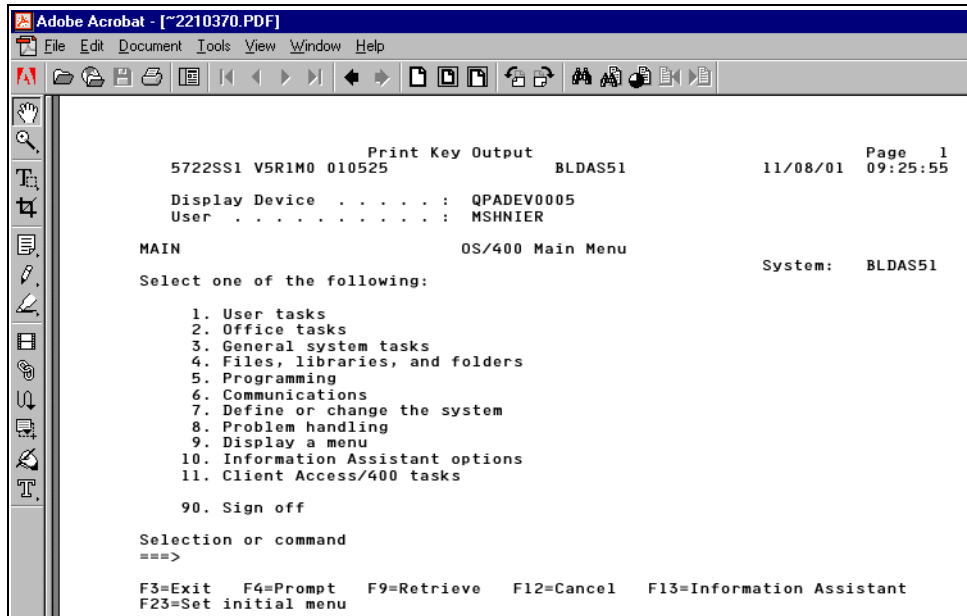 Adobe Acrobat - [~2210370.PDF]
File Edit Document Tools View Window Help
Print Key Output Page 1
5722SS1 V5R1M0 010525 BLDAS51 11/08/01 09:25:55
Display Device . . . . . : QPADEV0005
User . . . . . . . . . . : MSHNIER
MAIN OS/400 Main Menu
System: BLDAS51
Select one of the following:
1. User tasks
2. Office tasks
3. General system tasks
4. Files, libraries, and folders
5. Programming
6. Communications
7. Define or change the system
8. Problem handling
9. Display a menu
10. Information Assistant options
11. Client Access/400 tasks
90. Sign off
Selection or command
===>
F3=Exit F4=Prompt F9=Retrieve F12=Cancel F13=Information Assistant
F23=Set initial menu